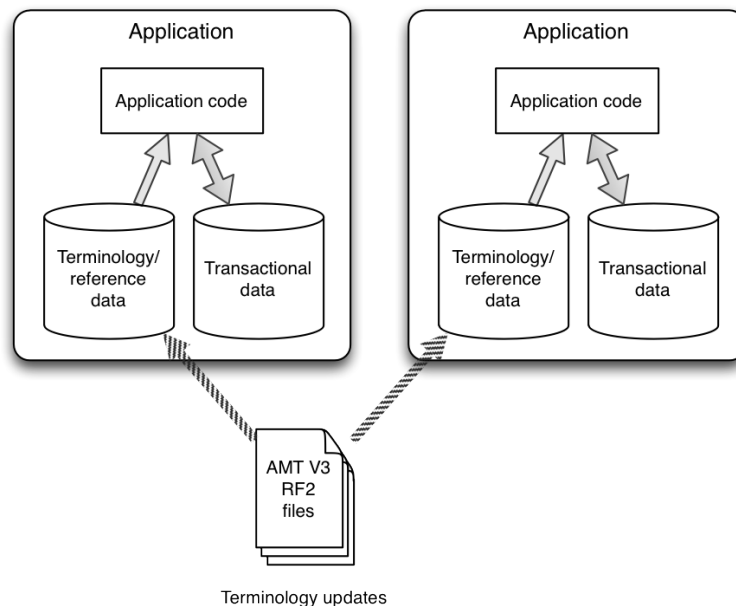 Application
Application code
Terminology/
reference
data
Transactional
data
Application
Application code
Terminology/
reference
data
Transactional
data
AMT V3
RF2
files
Terminology updates